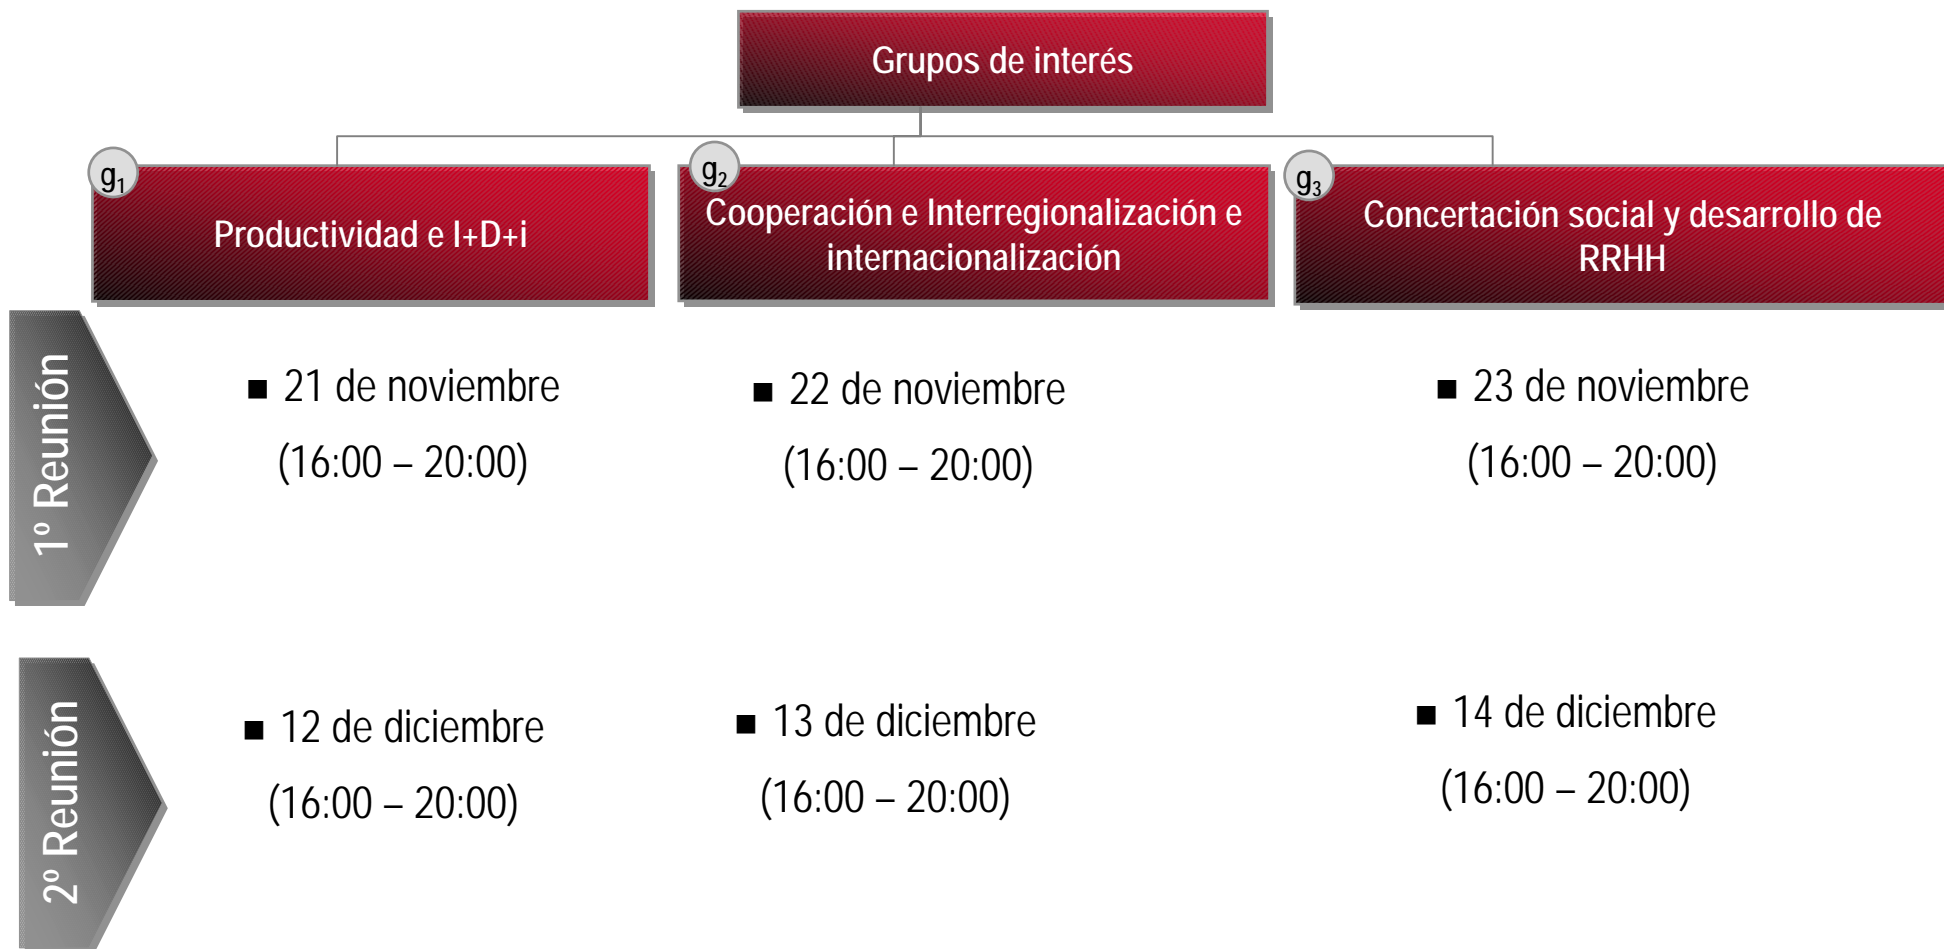 Grupos de interés
g1
Productividad e I+D+i
g2
Cooperación e Interregionalización e
internacionalización
g3
Concertación social y desarrollo de
RRHH
1º Reunión
■ 21 de noviembre
(16:00 – 20:00)
■ 22 de noviembre
(16:00 – 20:00)
■ 23 de noviembre
(16:00 – 20:00)
2º Reunión
■ 12 de diciembre
(16:00 – 20:00)
■ 13 de diciembre
(16:00 – 20:00)
■ 14 de diciembre
(16:00 – 20:00)